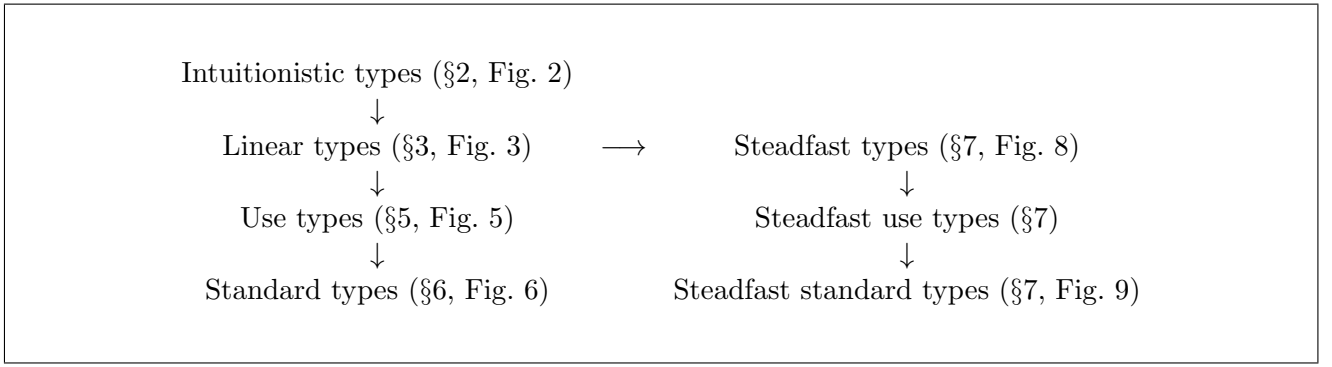 Intuitionistic types (§2, Fig. 2)
↓
Linear types (§3, Fig. 3) ⟶ Steadfast types (§7, Fig. 8)
↓ ↓
Use types (§5, Fig. 5) Steadfast use types (§7)
↓ ↓
Standard types (§6, Fig. 6) Steadfast standard types (§7, Fig. 9)